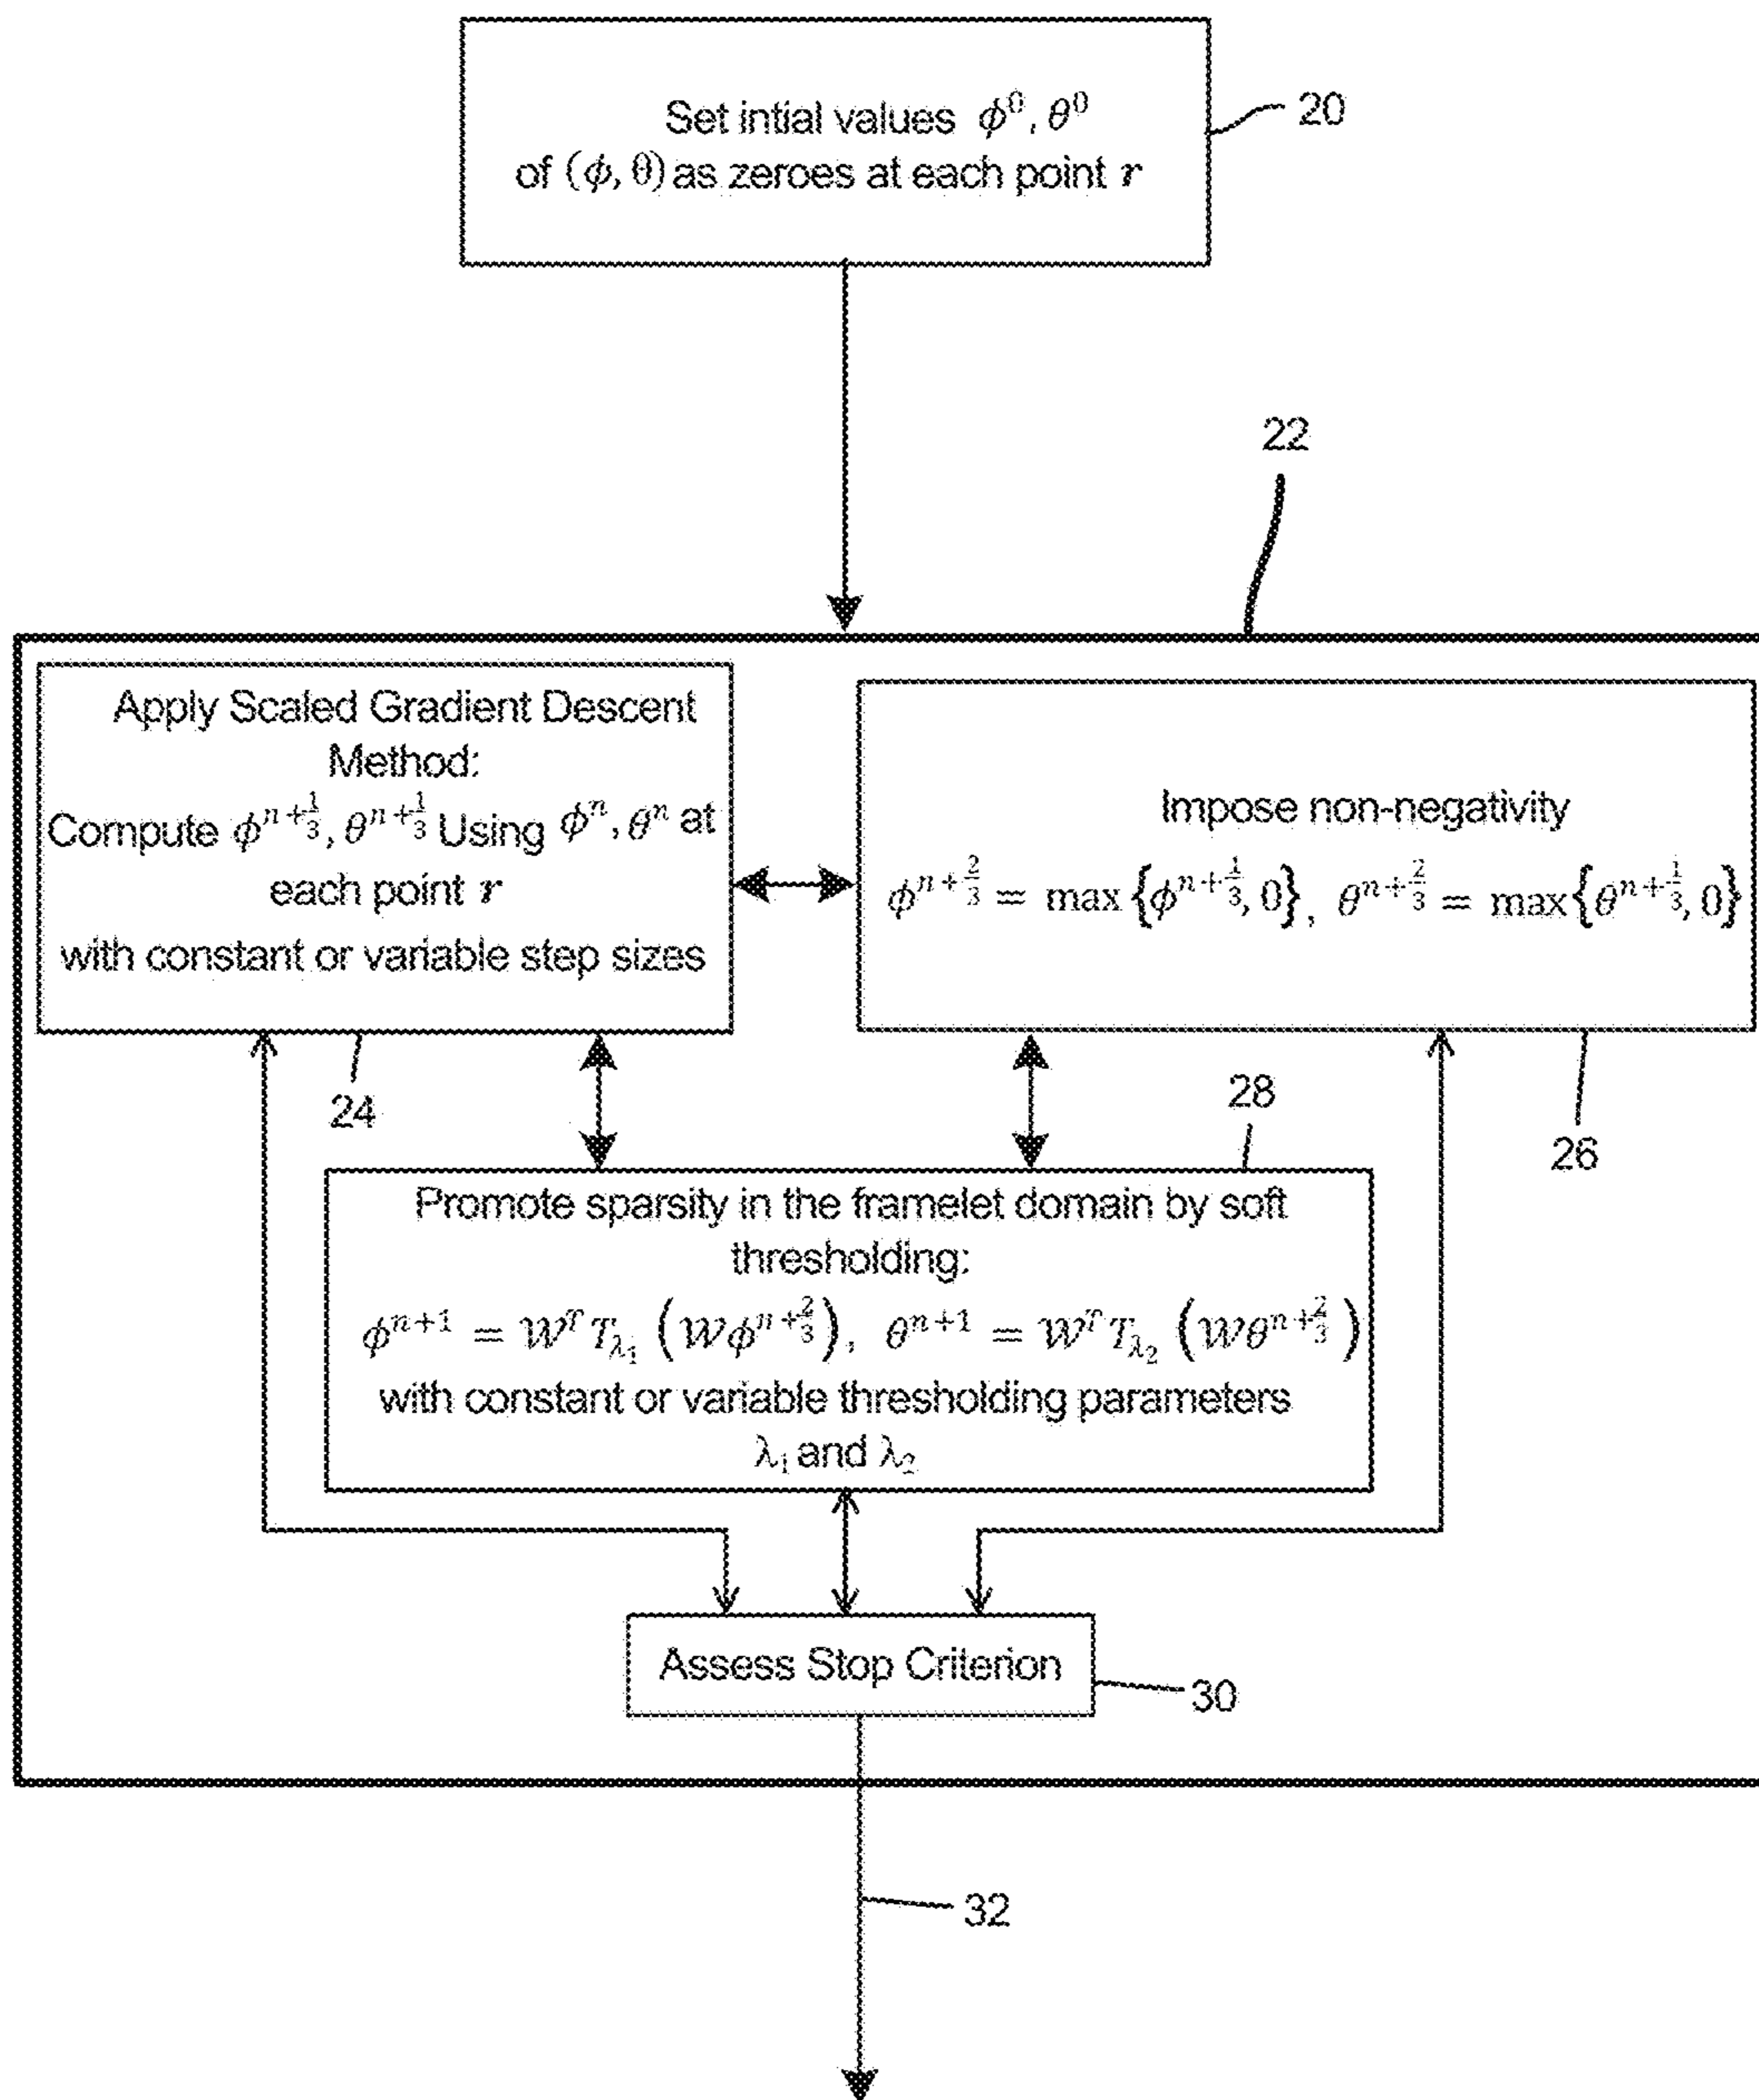 Set intial values ϕ⁰, θ⁰
of (ϕ, θ) as zeroes at each point r
20
22
Apply Scaled Gradient Descent
Method:
Compute ϕ^{n+1/3}, θ^{n+1/3} Using ϕ^n, θ^n at
each point r
with constant or variable step sizes
Impose non-negativity
ϕ^{n+2/3} = max{ϕ^{n+1/3}, 0}, θ^{n+2/3} = max{θ^{n+1/3}, 0}
24
28
26
Promote sparsity in the framelet domain by soft
thresholding:
ϕ^{n+1} = 𝒲^T T_{λ₁} (𝒲ϕ^{n+2/3}), θ^{n+1} = 𝒲^T T_{λ₂} (𝒲θ^{n+2/3})
with constant or variable thresholding parameters
λ₁ and λ₂
Assess Stop Criterion
30
32